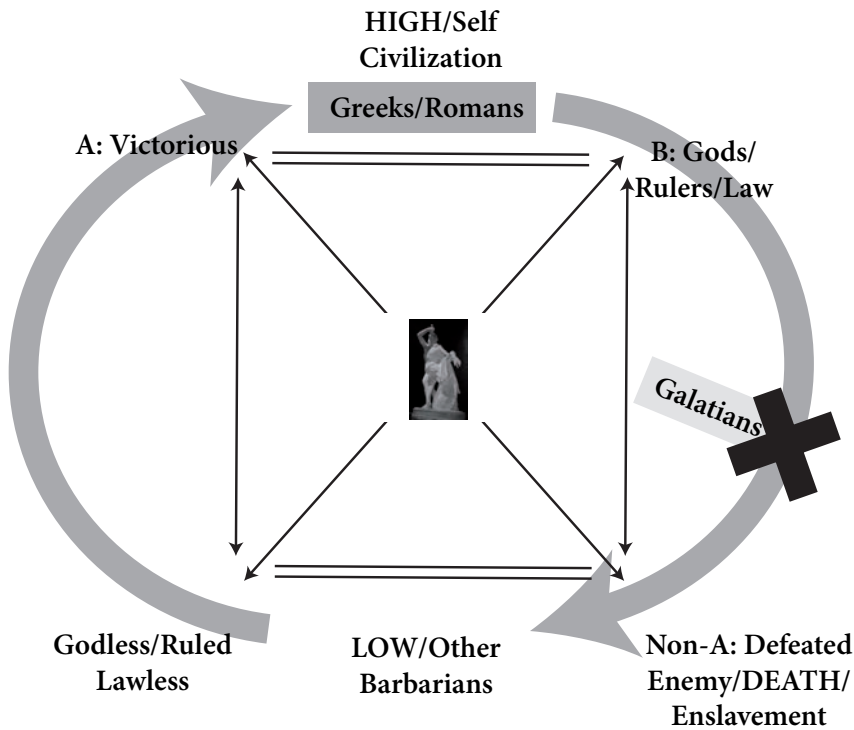 HIGH/Self
Civilization
Greeks/Romans
A: Victorious
B: Gods/
Rulers/Law
Galatians
Godless/Ruled
Lawless
LOW/Other
Barbarians
Non-A: Defeated
Enemy/DEATH/
Enslavement